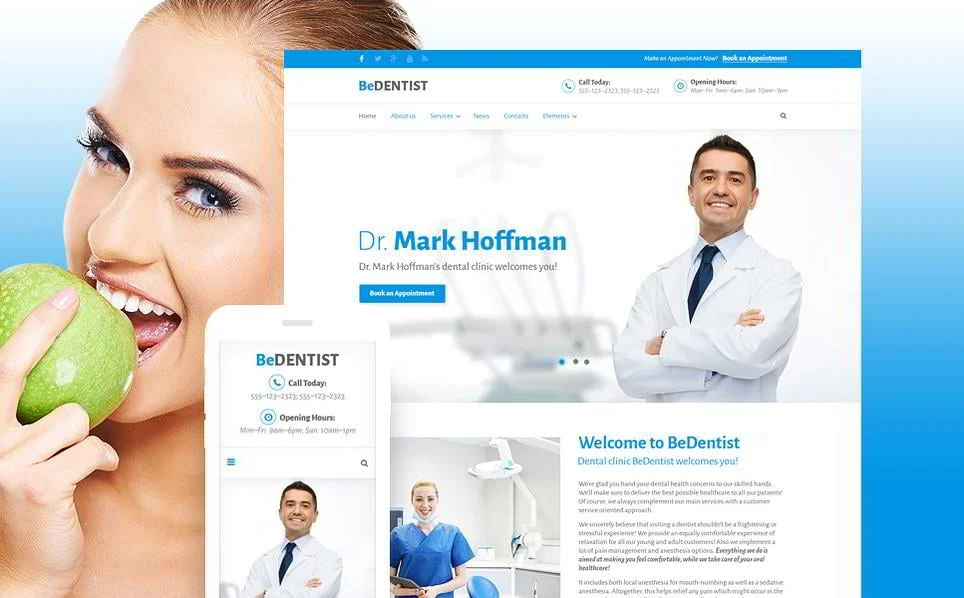 Make an Appointment Now! Book an Appointment
BeDENTIST
Call Today:
555–123–2323; 555–123–2323
Opening Hours:
Mon–Fri: 9am–6pm, Sun: 10am–1pm
Home About us Services News Contacts Elements
Dr. Mark Hoffman
Dr. Mark Hoffman's dental clinic welcomes you!
Book an Appointment
BeDENTIST
Call Today:
555–123–2323; 555–123–2323
Opening Hours:
Mon–Fri: 9am–6pm, Sun: 10am–1pm
Welcome to BeDentist
Dental clinic BeDentist welcomes you!
We're glad you hand your dental health concerns to our skilled hands.
We'll make sure to deliver the best possible healthcare to all our patients!
Of course, we always complement our main services with a customer
service oriented approach.
We sincerely believe that visiting a dentist shouldn't be a frightening or
stressful experience! We provide an equally comfortable experience of
relaxation for all our young and adult customers! Also we implement a
lot of pain management and anesthesia options. Everything we do is
aimed at making you feel comfortable, while we take care of your oral
healthcare!
It includes both local anesthesia for mouth-numbing as well as a sedative
anesthesia. Altogether, this helps relief any pain which might occur in the